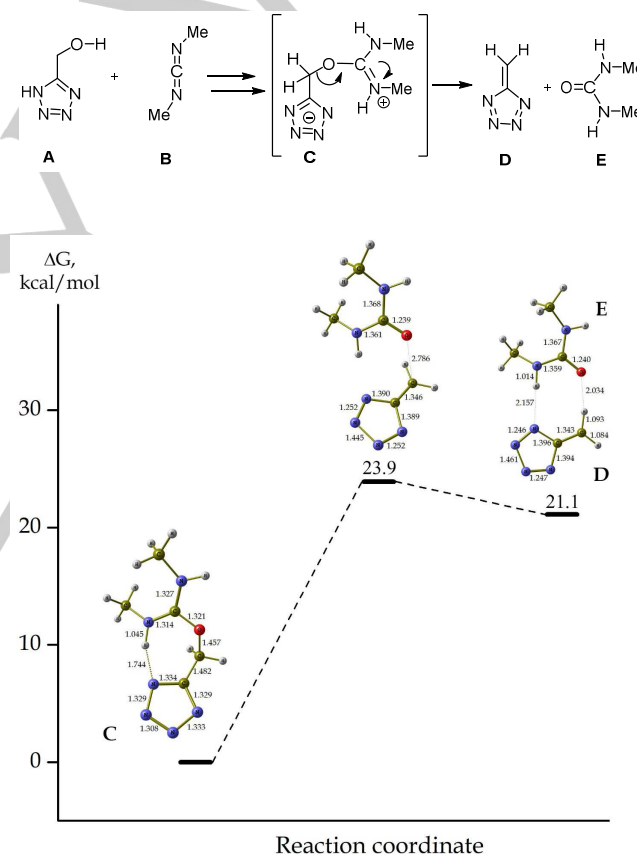 O–H
HN
N
N
N
A
+
Me
N
C
N
Me
B
H
N–Me
O
H
H
N–Me
H
⊕
⊖
N
N
N
N
C
H
H
N
N
N
N
D
+
H
N–Me
O
N–Me
H
E
ΔG,
kcal/mol
30
20
10
0
1.368
1.239
1.361
2.786
1.390
1.346
1.252
1.389
1.445
1.252
23.9
E
1.367
1.240
1.014
1.359
2.034
2.157
1.093
1.246
1.343
1.084
1.396
1.461
1.394
1.247
D
21.1
1.327
1.321
1.314
1.045
1.457
1.744
1.482
1.334
1.329
1.329
1.308
1.333
C
Reaction coordinate